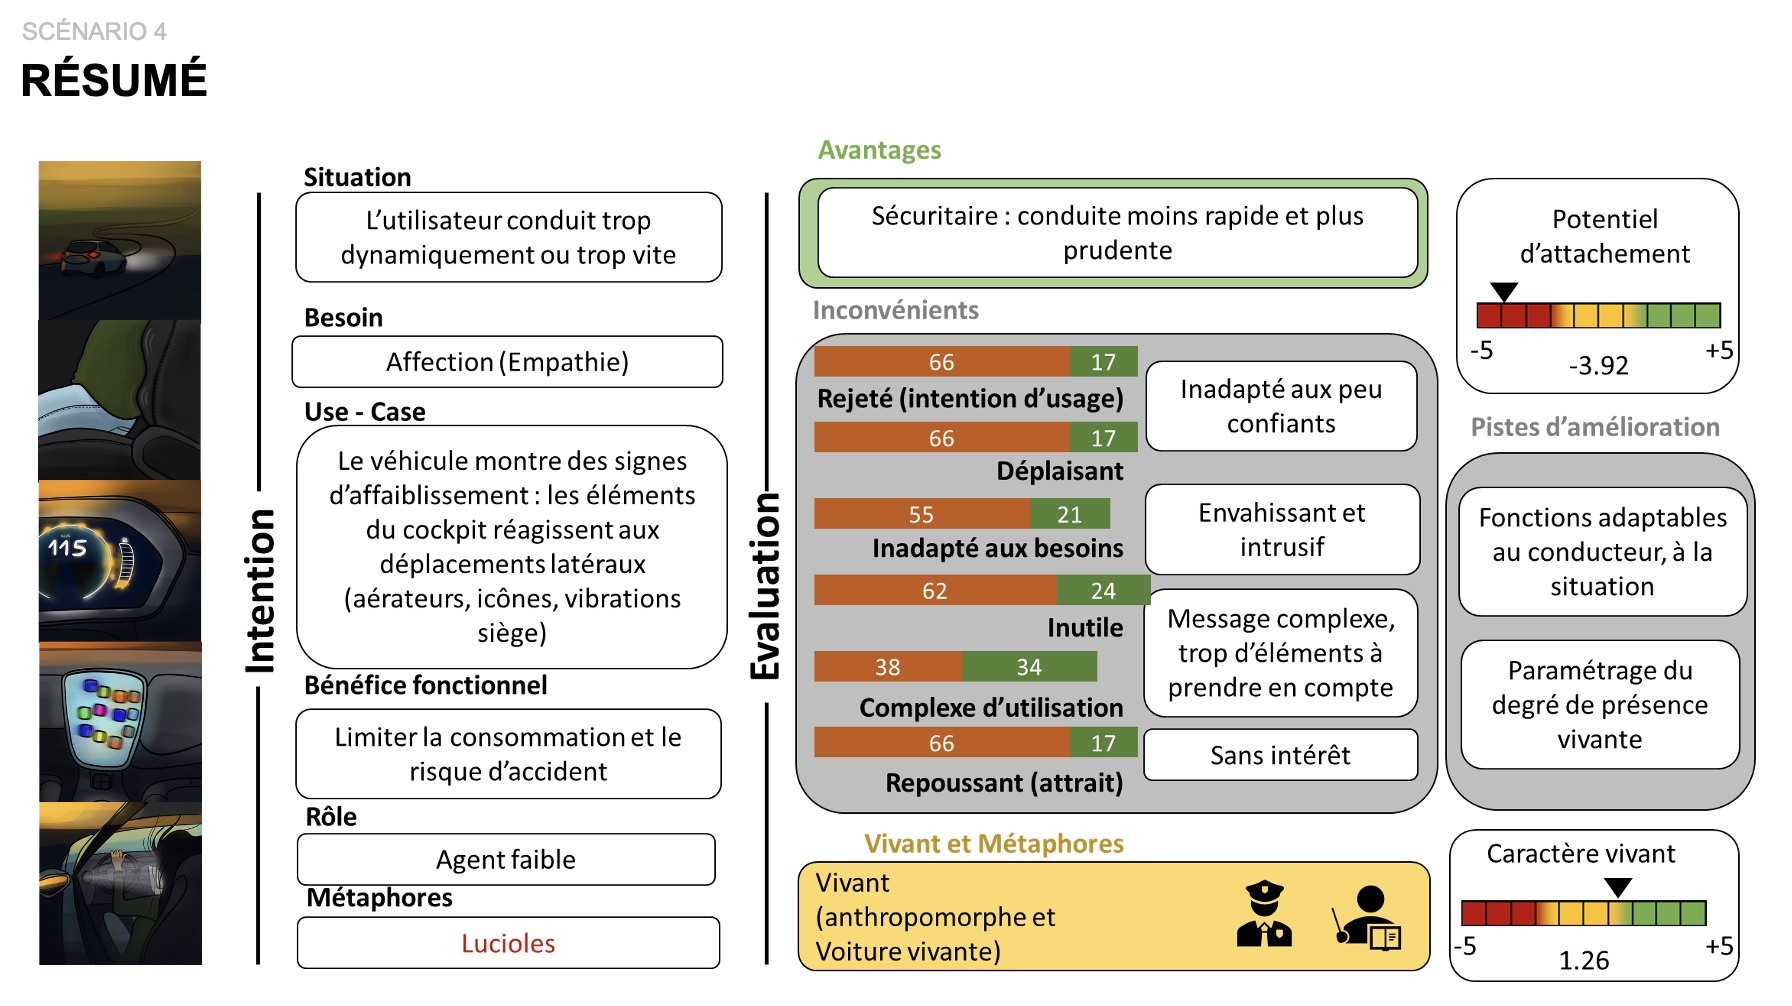 SCÉNARIO 4
RÉSUMÉ
115
Intention
Situation
L'utilisateur conduit trop
dynamiquement ou trop vite
Besoin
Affection (Empathie)
Use - Case
Le véhicule montre des signes
d'affaiblissement : les éléments
du cockpit réagissent aux
déplacements latéraux
(aérateurs, icônes, vibrations
siège)
Bénéfice fonctionnel
Limiter la consommation et le
risque d'accident
Rôle
Agent faible
Métaphores
Lucioles
Evaluation
Avantages
Sécuritaire : conduite moins rapide et plus
prudente
Inconvénients
66 17
Rejeté (intention d'usage)
66 17
Déplaisant
55 21
Inadapté aux besoins
62 24
Inutile
38 34
Complexe d'utilisation
66 17
Repoussant (attrait)
Inadapté aux peu
confiants
Envahissant et
intrusif
Message complexe,
trop d'éléments à
prendre en compte
Sans intérêt
Vivant et Métaphores
Vivant
(anthropomorphe et
Voiture vivante)
Potentiel
d'attachement
-5 +5
-3.92
Pistes d'amélioration
Fonctions adaptables
au conducteur, à la
situation
Paramétrage du
degré de présence
vivante
Caractère vivant
-5 +5
1.26